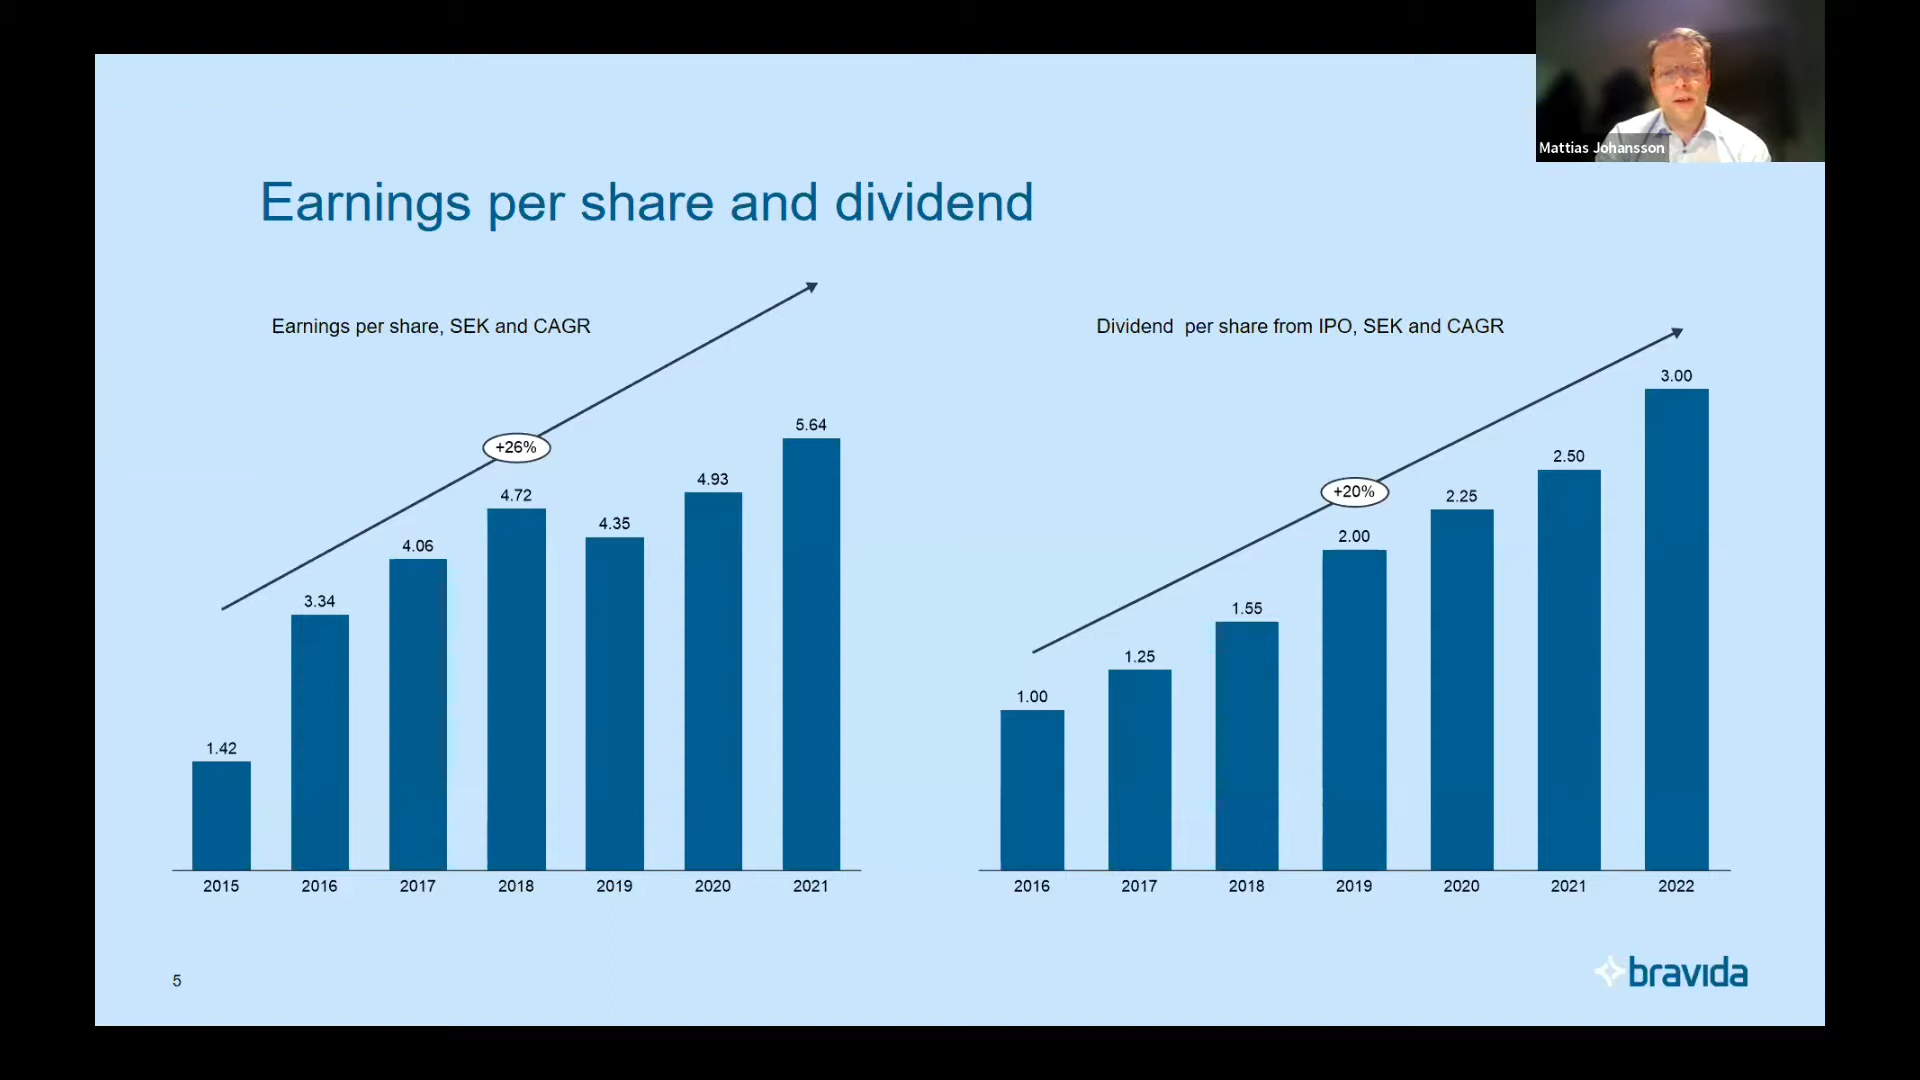 Mattias Johansson
Earnings per share and dividend
Earnings per share, SEK and CAGR
+26%
1.42
3.34
4.06
4.72
4.35
4.93
5.64
2015 2016 2017 2018 2019 2020 2021
Dividend per share from IPO, SEK and CAGR
+20%
1.00
1.25
1.55
2.00
2.25
2.50
3.00
2016 2017 2018 2019 2020 2021 2022
5
bravida